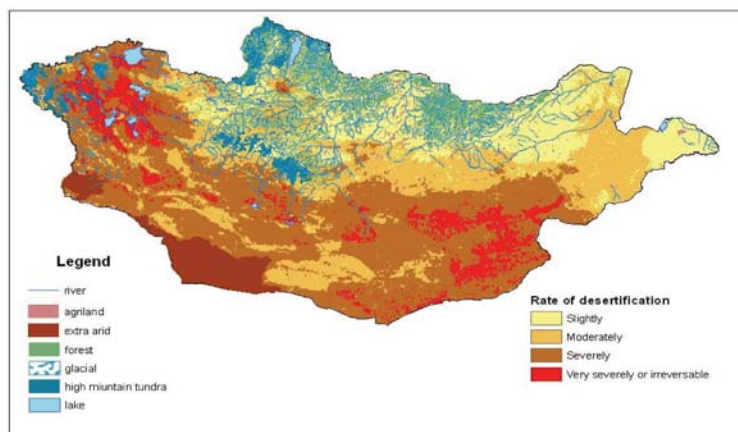 Legend
river
agriland
extra arid
forest
glacial
high miuntain tundra
lake
Rate of desertification
Slightly
Moderately
Severely
Very severely or irreversable